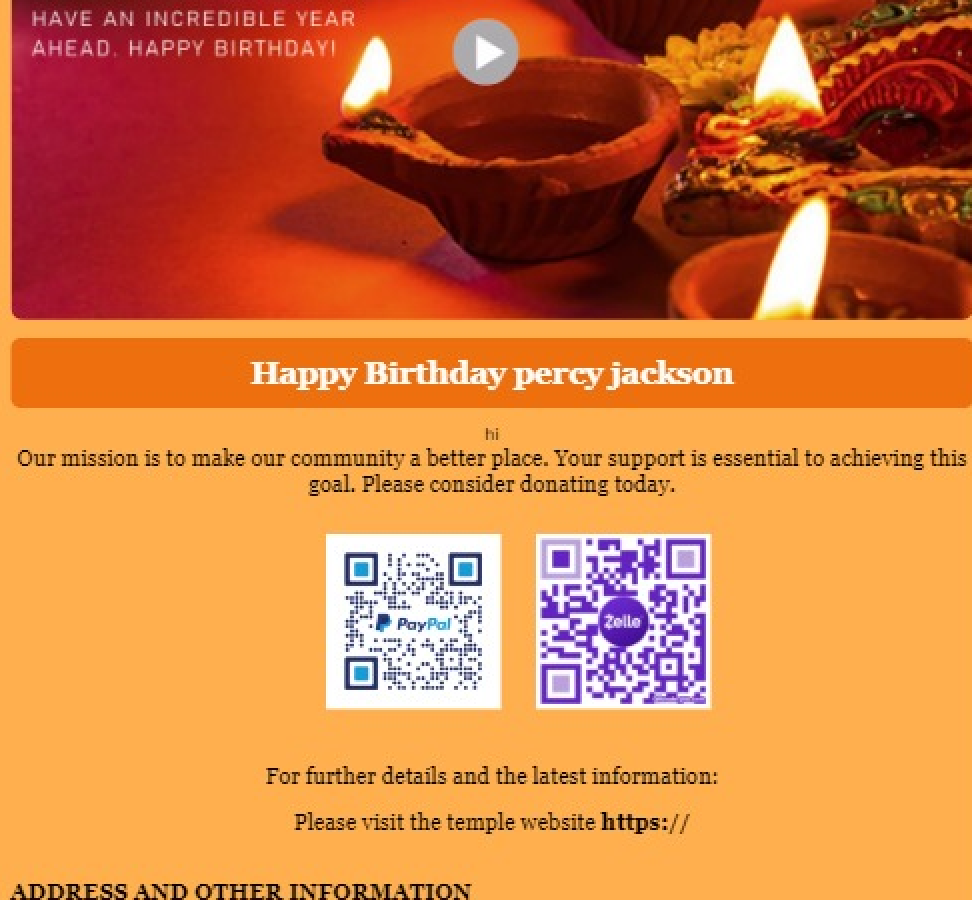 HAVE AN INCREDIBLE YEAR
AHEAD. HAPPY BIRTHDAY!
Happy Birthday percy jackson
hi
Our mission is to make our community a better place. Your support is essential to achieving this
goal. Please consider donating today.
PayPal
Zelle
For further details and the latest information:
Please visit the temple website https://
ADDRESS AND OTHER INFORMATION